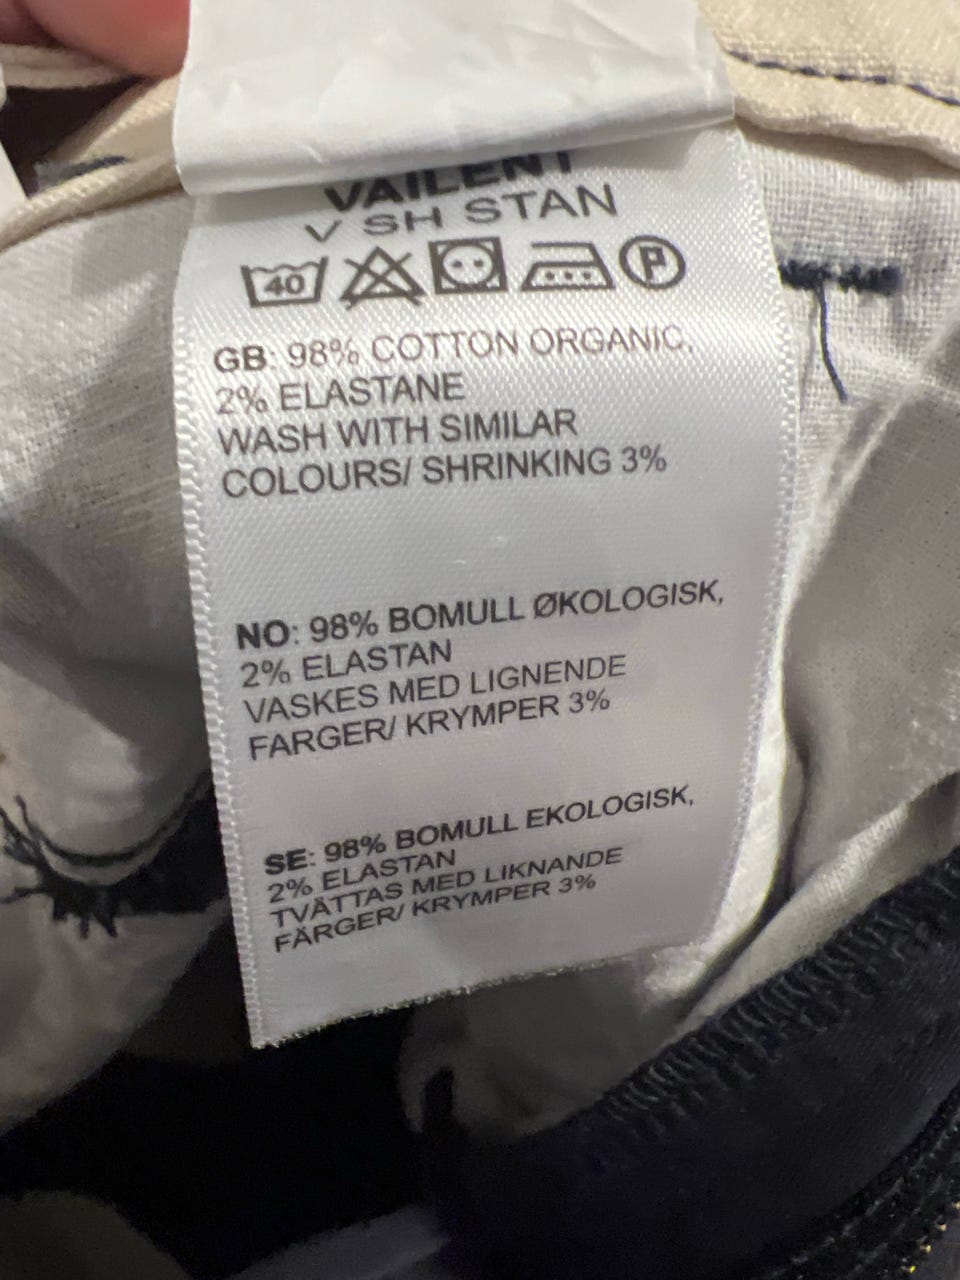 VAILENT
V SH STAN
40 P
GB: 98% COTTON ORGANIC,
2% ELASTANE
WASH WITH SIMILAR
COLOURS/ SHRINKING 3%
NO: 98% BOMULL ØKOLOGISK,
2% ELASTAN
VASKES MED LIGNENDE
FARGER/ KRYMPER 3%
SE: 98% BOMULL EKOLOGISK,
2% ELASTAN
TVÄTTAS MED LIKNANDE
FÄRGER/ KRYMPER 3%